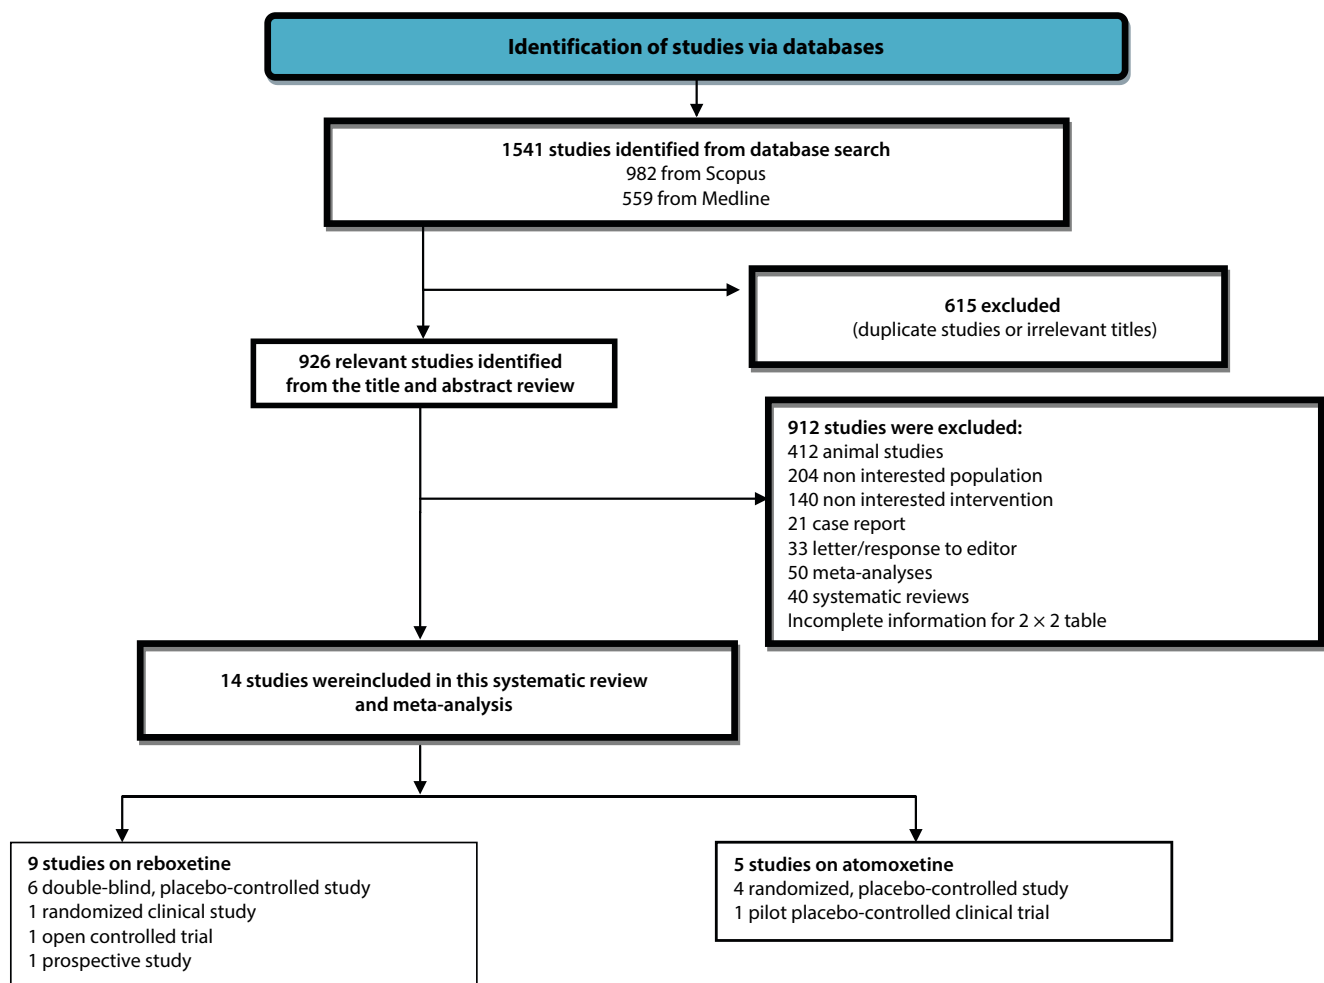 Identification of studies via databases
1541 studies identified from database search
982 from Scopus
559 from Medline
615 excluded
(duplicate studies or irrelevant titles)
926 relevant studies identified
from the title and abstract review
912 studies were excluded:
412 animal studies
204 non interested population
140 non interested intervention
21 case report
33 letter/response to editor
50 meta-analyses
40 systematic reviews
Incomplete information for 2 × 2 table
14 studies wereincluded in this systematic review
and meta-analysis
9 studies on reboxetine
6 double-blind, placebo-controlled study
1 randomized clinical study
1 open controlled trial
1 prospective study
5 studies on atomoxetine
4 randomized, placebo-controlled study
1 pilot placebo-controlled clinical trial